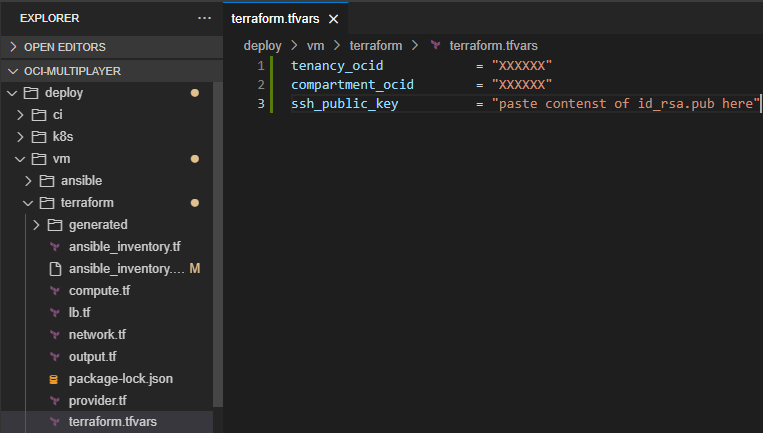 EXPLORER
OPEN EDITORS
OCI-MULTIPLAYER
deploy
ci
k8s
vm
ansible
terraform
generated
ansible_inventory.tf
ansible_inventory.... M
compute.tf
lb.tf
network.tf
output.tf
package-lock.json
provider.tf
terraform.tfvars
terraform.tfvars
deploy > vm > terraform > terraform.tfvars
1 tenancy_ocid = "XXXXXX"
2 compartment_ocid = "XXXXXX"
3 ssh_public_key = "paste contenst of id_rsa.pub here"